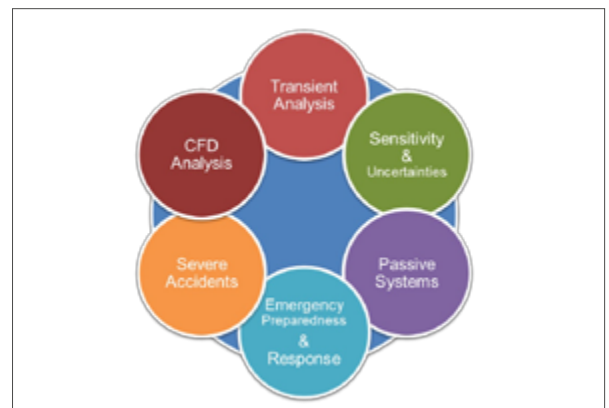 Transient
Analysis
Sensitivity
&
Uncertainties
Passive
Systems
Emergency
Preparedness
&
Response
Severe
Accidents
CFD
Analysis